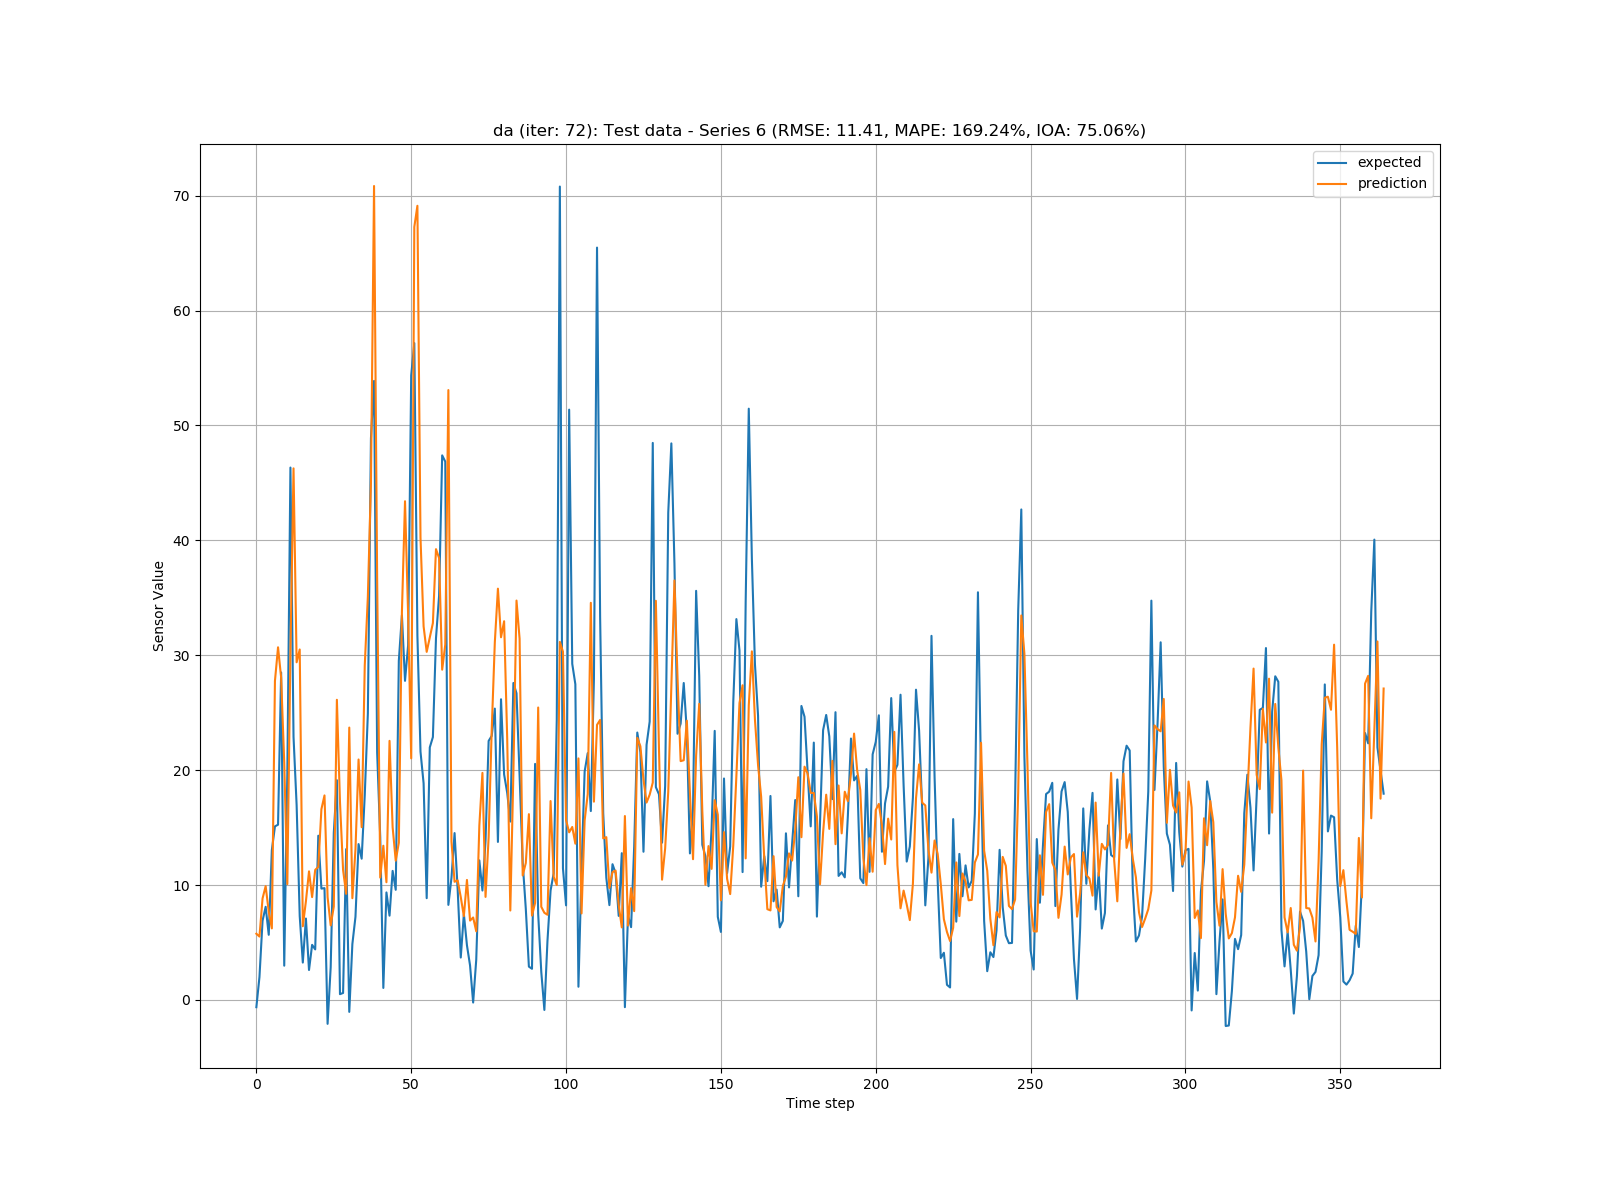 da (iter: 72): Test data - Series 6 (RMSE: 11.41, MAPE: 169.24%, IOA: 75.06%)
expected
prediction
70
60
50
40
30
20
10
0
Sensor Value
0 50 100 150 200 250 300 350
Time step